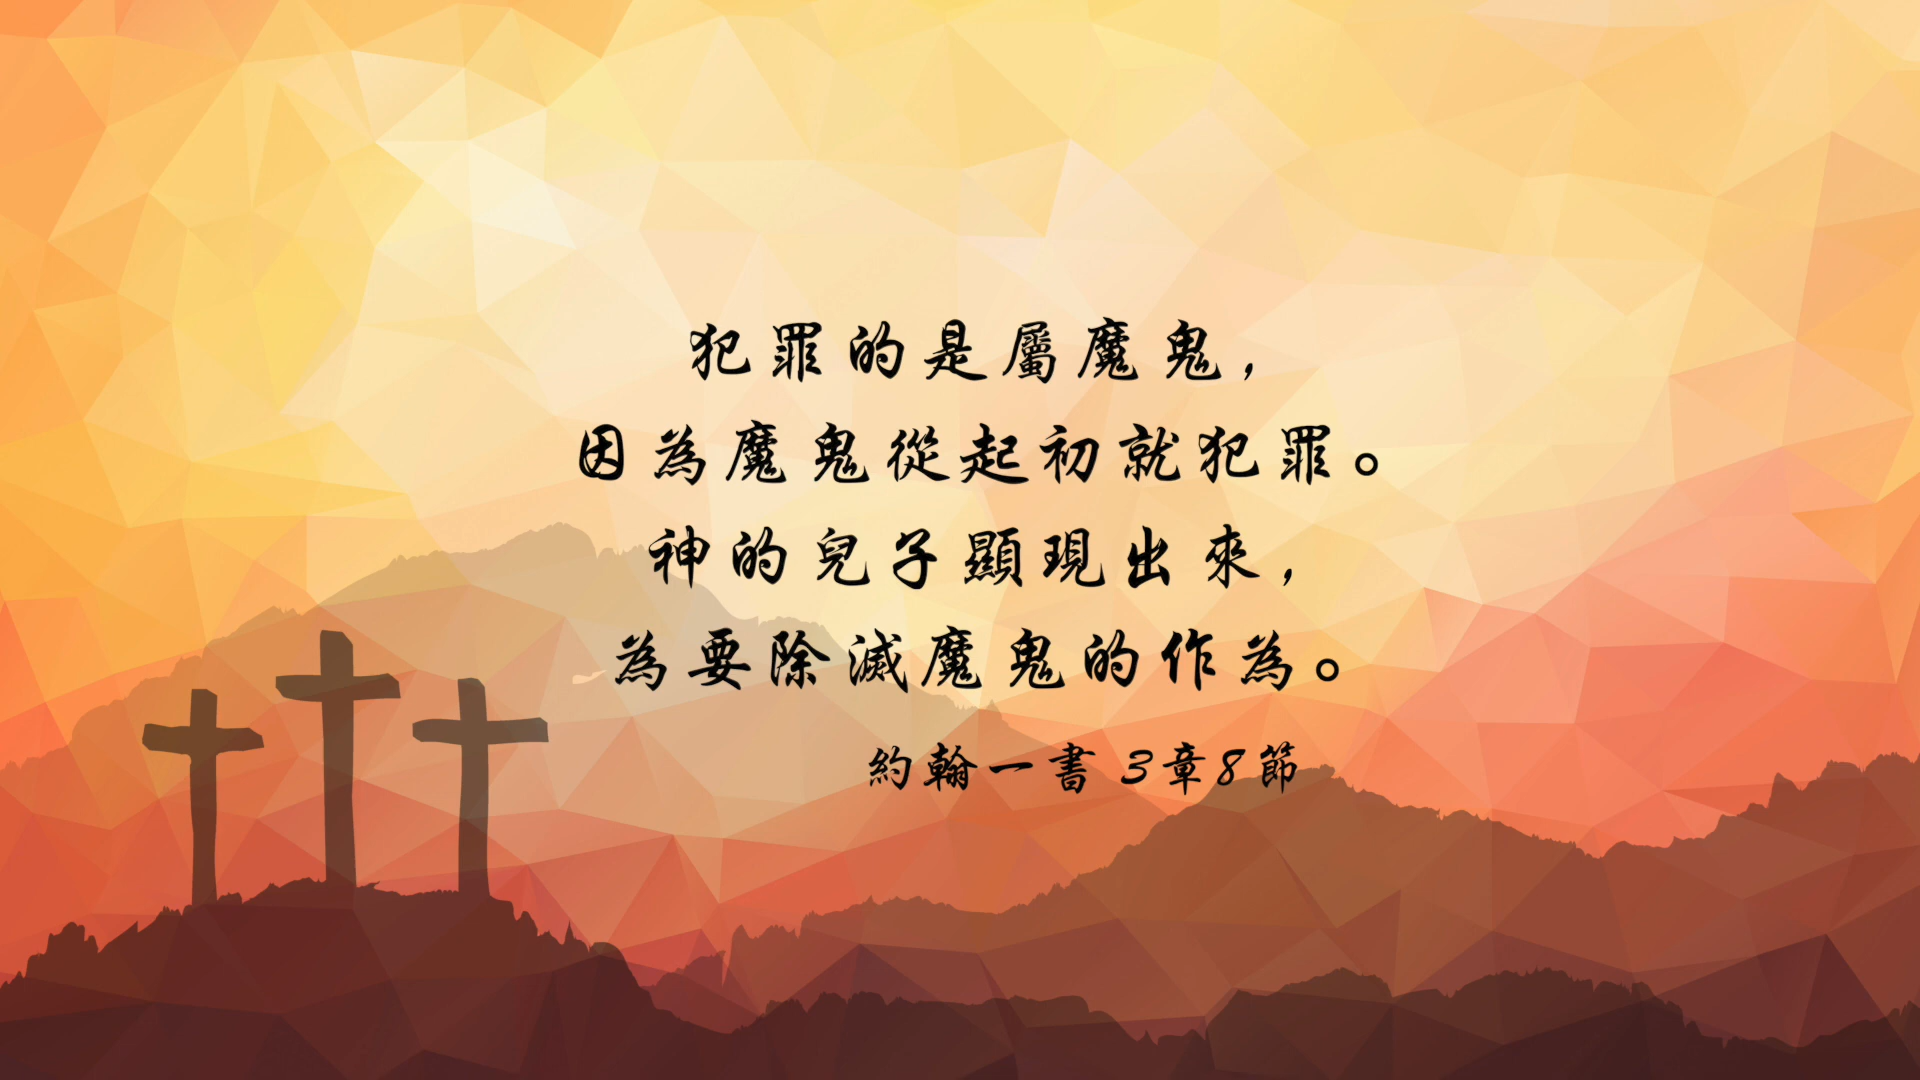 犯罪的是屬魔鬼，
因為魔鬼從起初就犯罪。
神的兒子顯現出來，
為要除滅魔鬼的作為。
約翰一書 3章8節